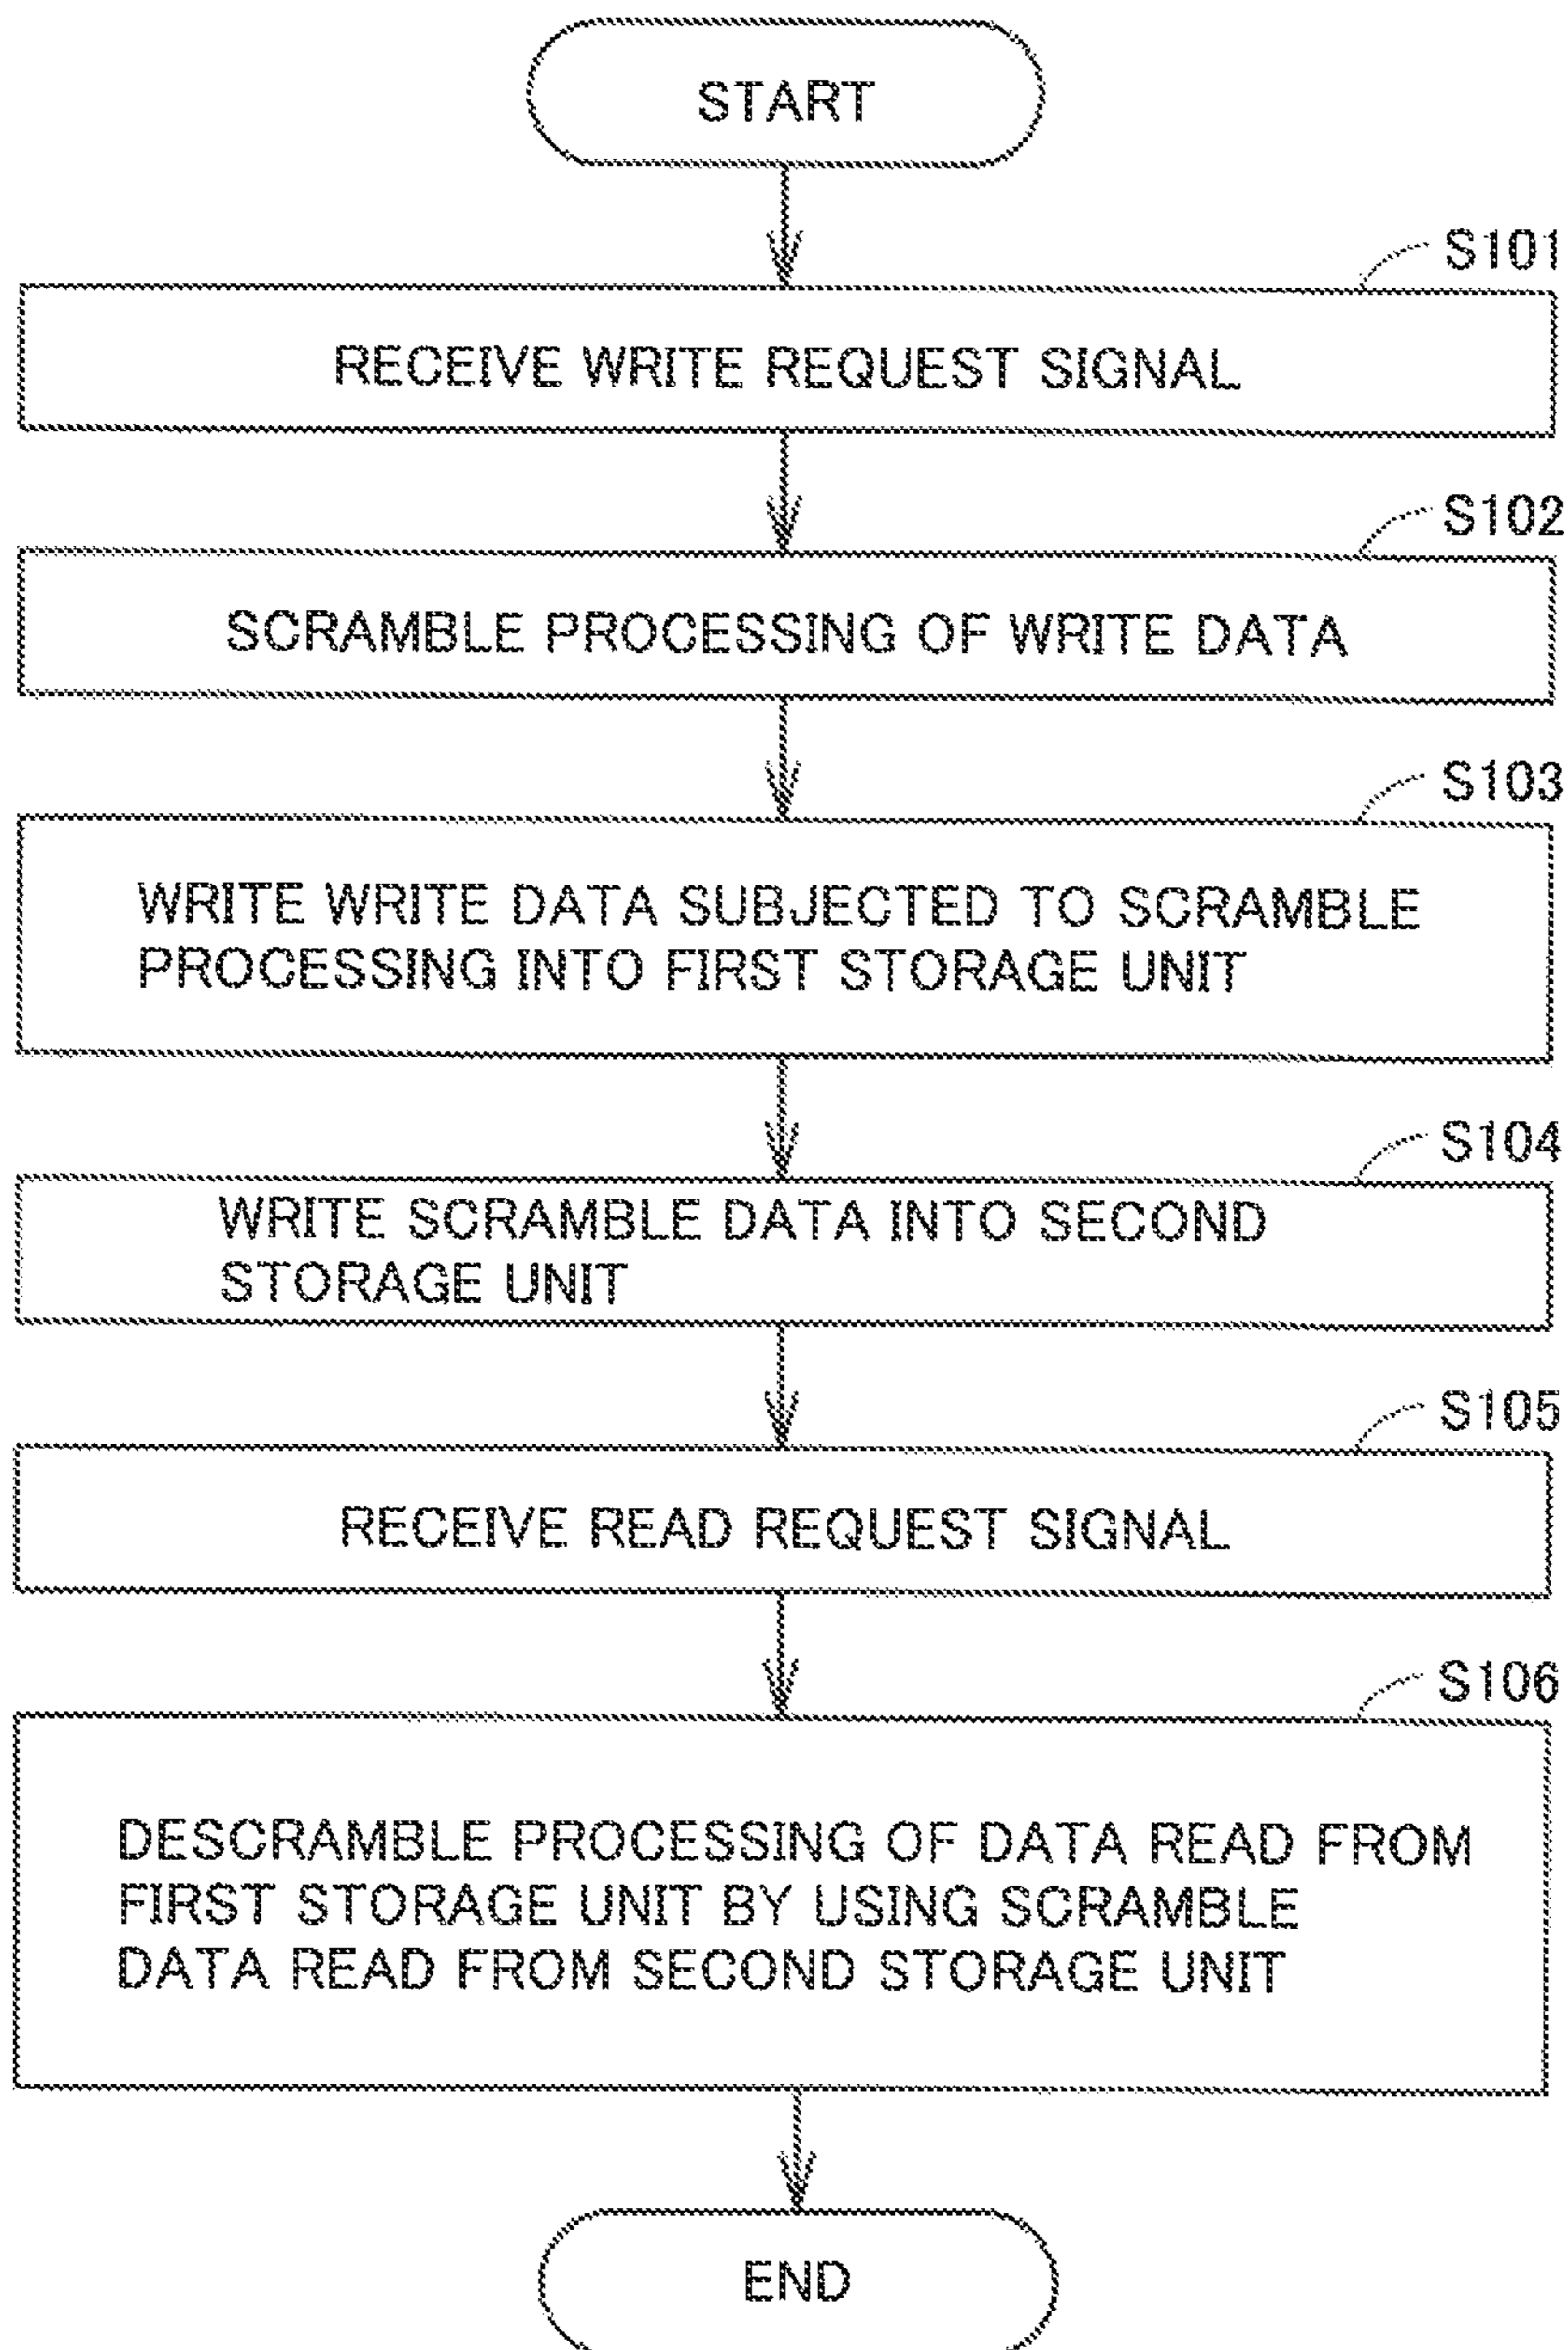 START
S101
RECEIVE WRITE REQUEST SIGNAL
S102
SCRAMBLE PROCESSING OF WRITE DATA
S103
WRITE WRITE DATA SUBJECTED TO SCRAMBLE
PROCESSING INTO FIRST STORAGE UNIT
S104
WRITE SCRAMBLE DATA INTO SECOND
STORAGE UNIT
S105
RECEIVE READ REQUEST SIGNAL
S106
DESCRAMBLE PROCESSING OF DATA READ FROM
FIRST STORAGE UNIT BY USING SCRAMBLE
DATA READ FROM SECOND STORAGE UNIT
END